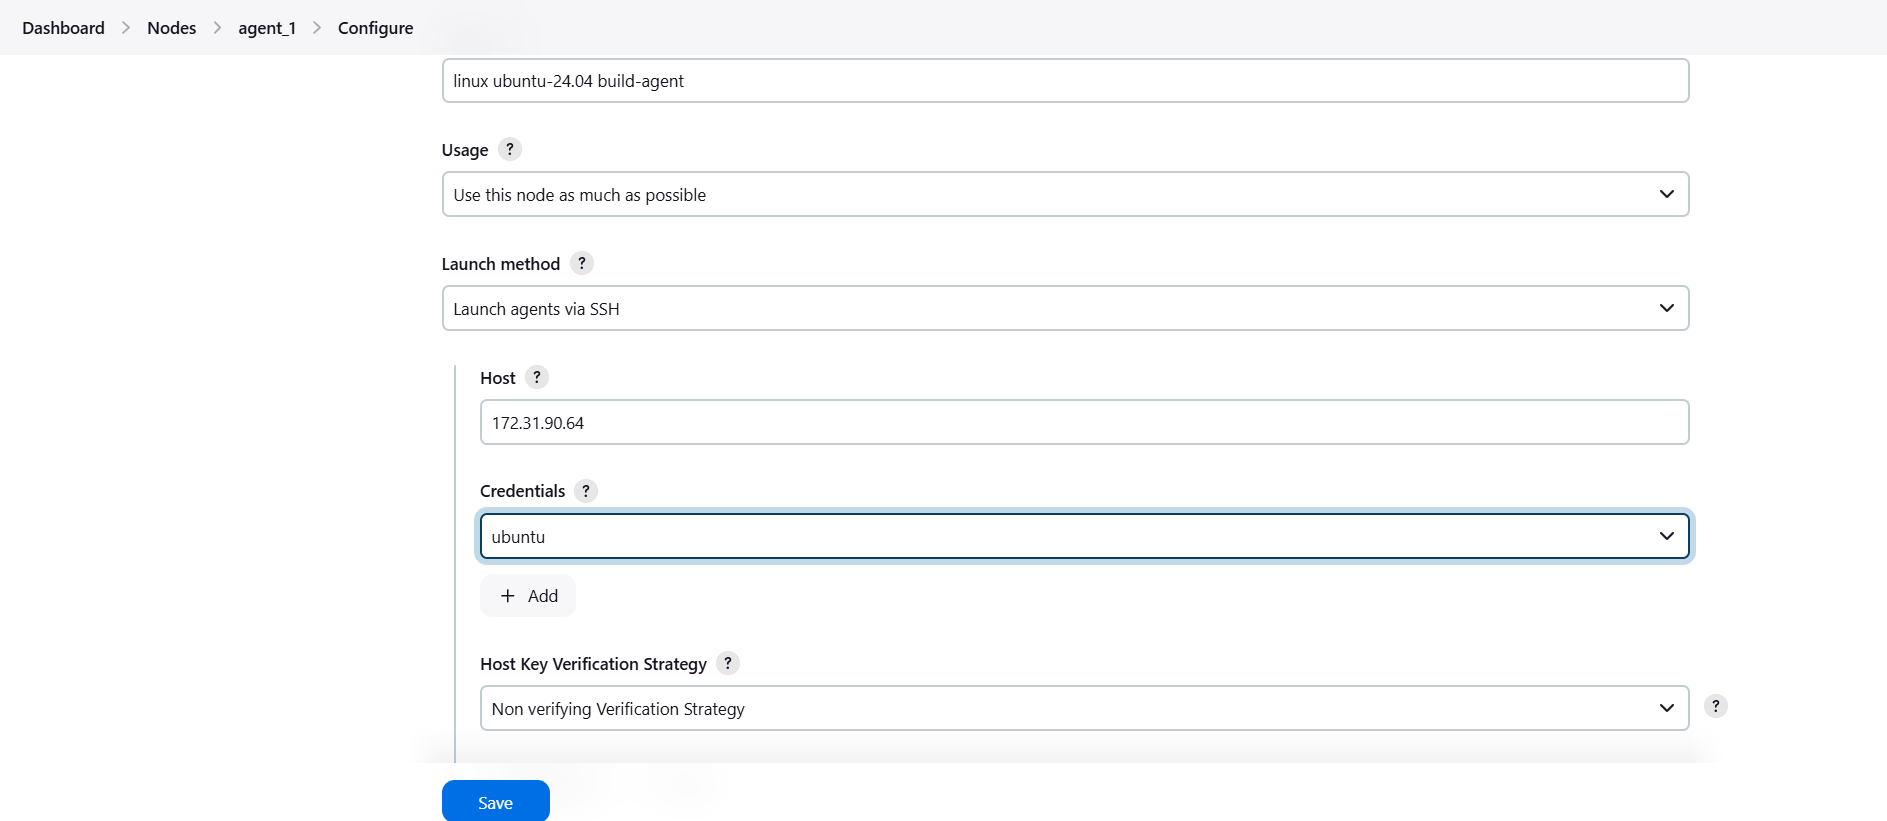 Dashboard > Nodes > agent_1 > Configure
linux ubuntu-24.04 build-agent
Usage ?
Use this node as much as possible
Launch method ?
Launch agents via SSH
Host ?
172.31.90.64
Credentials ?
ubuntu
+ Add
Host Key Verification Strategy ?
Non verifying Verification Strategy ?
Save